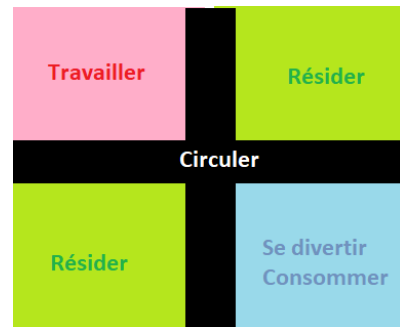 Travailler
Résider
Circuler
Résider
Se divertir
Consommer